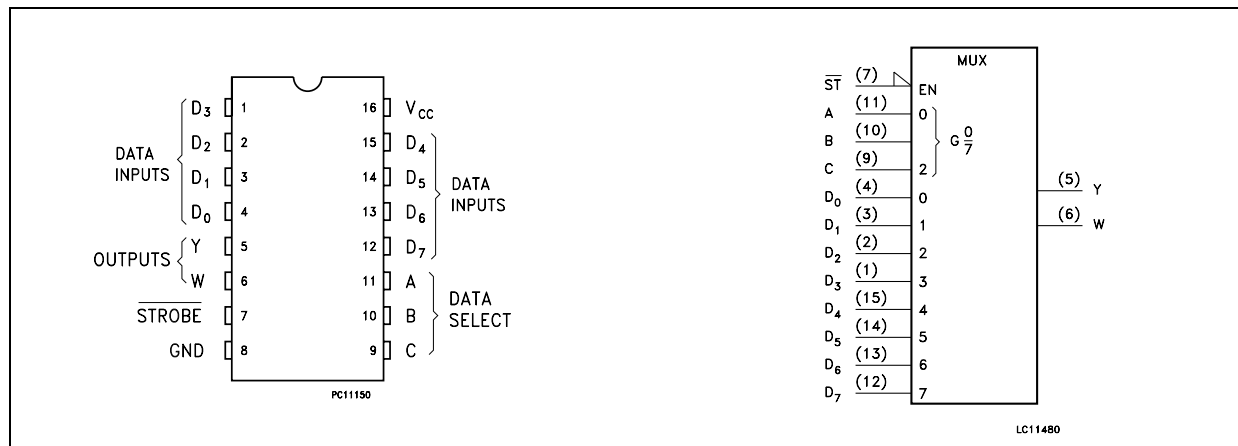 D3 1 16 VCC
D2 2 15 D4
DATA INPUTS
D1 3 14 D5
DATA INPUTS
D0 4 13 D6
Y 5 12 D7
OUTPUTS
W 6 11 A
STROBE 7 10 B
DATA SELECT
GND 8 9 C
PC11150
MUX
ST (7) EN
A (11) 0
B (10) G 0/7
C (9) 2
D0 (4) 0
(5) Y
D1 (3) 1
(6) W
D2 (2) 2
D3 (1) 3
D4 (15) 4
D5 (14) 5
D6 (13) 6
D7 (12) 7
LC11480